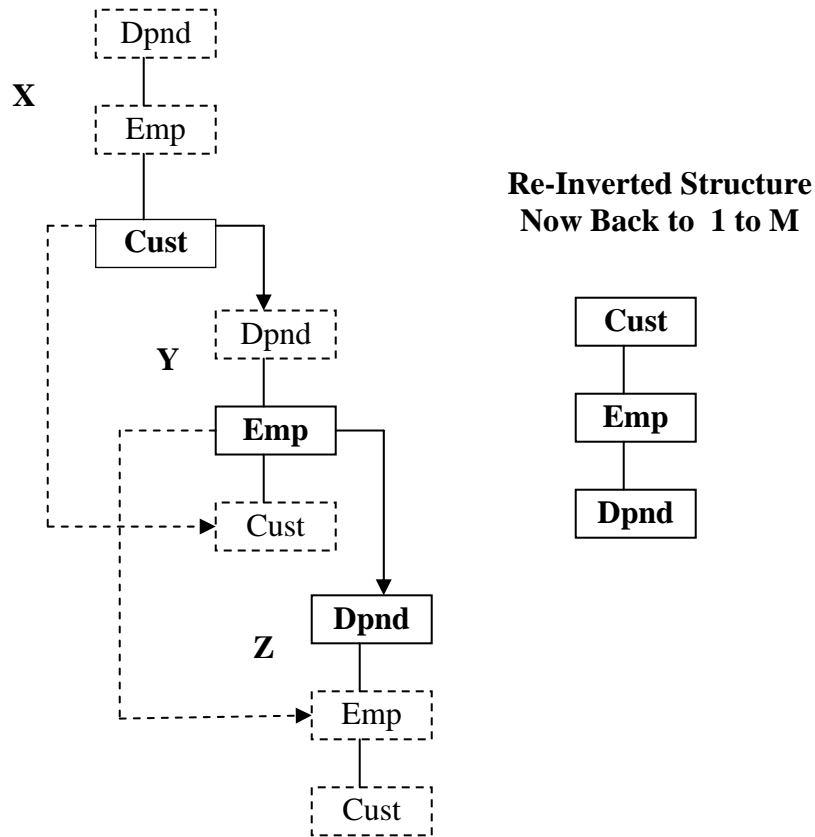 Dpnd
X
Emp
Cust
Dpnd
Y
Emp
Cust
Dpnd
Z
Emp
Cust
Re-Inverted Structure
Now Back to 1 to M
Cust
Emp
Dpnd